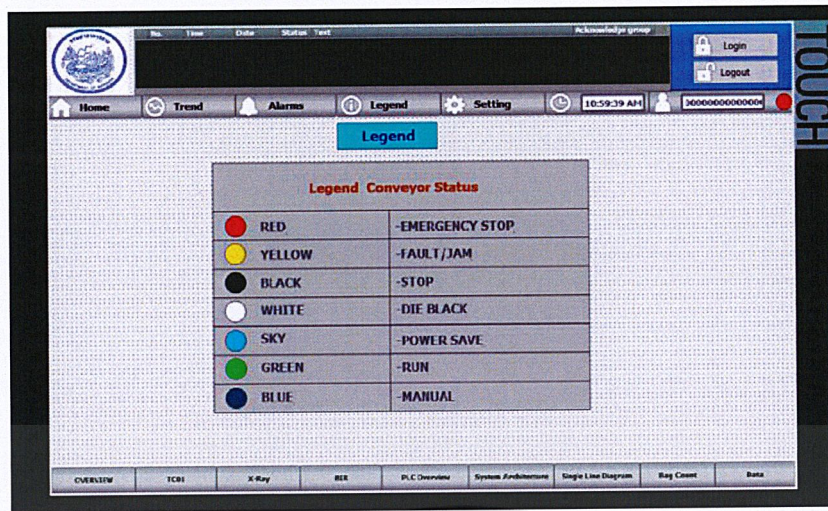 No. Time Date Status Text Acknowledge group
Login
Logout
Home Trend Alarms Legend Setting 10:59:39 AM
TOUCH
Legend
Legend Conveyor Status
RED -EMERGENCY STOP
YELLOW -FAULT/JAM
BLACK -STOP
WHITE -DIE BLACK
SKY -POWER SAVE
GREEN -RUN
BLUE -MANUAL
OVERVIEW TC01 X-Ray PLC Overview System Architecture Single Line Diagram Bag Count Data